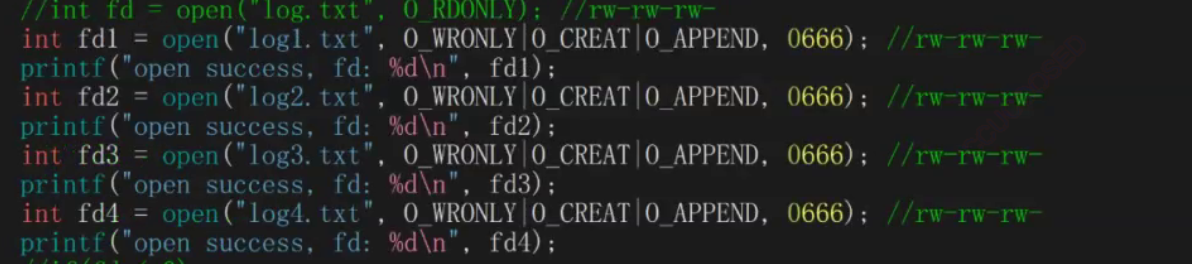 //int fd = open("log.txt", O_RDONLY); //rw-rw-rw-
int fd1 = open("log1.txt", O_WRONLY|O_CREAT|O_APPEND, 0666); //rw-rw-rw-
printf("open success, fd: %d\n", fd1);
int fd2 = open("log2.txt", O_WRONLY|O_CREAT|O_APPEND, 0666); //rw-rw-rw-
printf("open success, fd: %d\n", fd2);
int fd3 = open("log3.txt", O_WRONLY|O_CREAT|O_APPEND, 0666); //rw-rw-rw-
printf("open success, fd: %d\n", fd3);
int fd4 = open("log4.txt", O_WRONLY|O_CREAT|O_APPEND, 0666); //rw-rw-rw-
printf("open success, fd: %d\n", fd4);